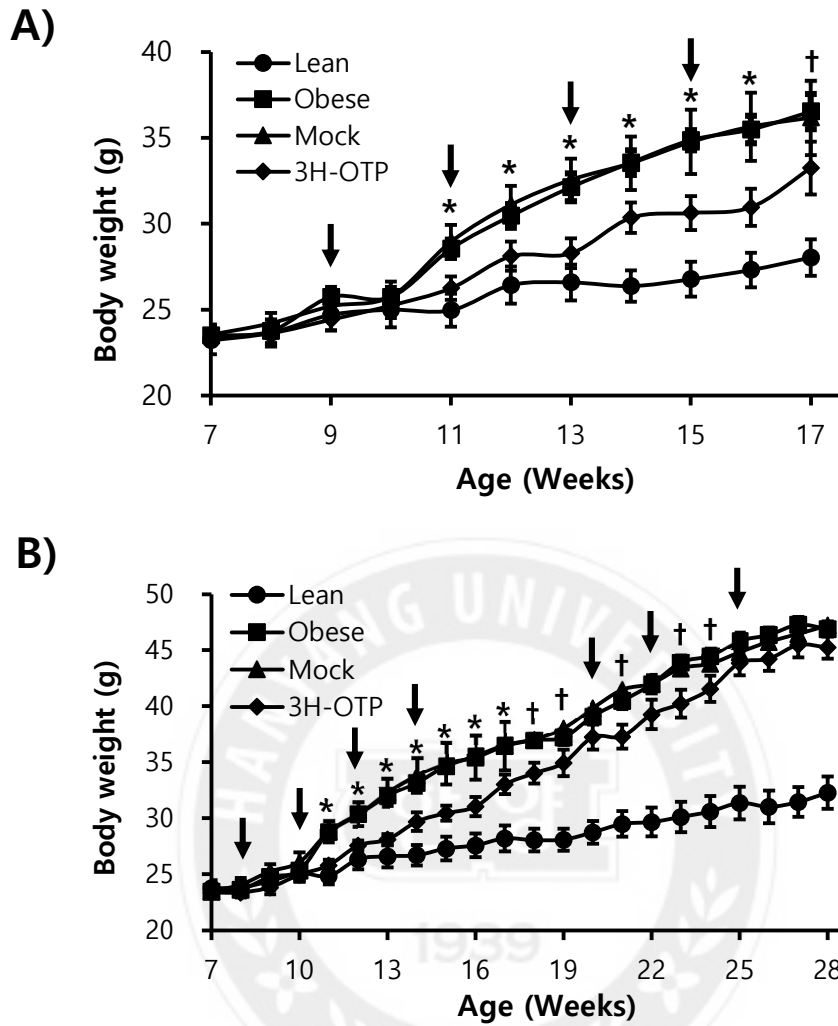 A)
Lean
Obese
Mock
3H-OTP
Body weight (g)
40
35
30
25
20
* * * * * * †
7 9 11 13 15 17
Age (Weeks)
B)
Lean
Obese
Mock
3H-OTP
Body weight (g)
50
45
40
35
30
25
20
* * * * * * * † † † † †
7 10 13 16 19 22 25 28
Age (Weeks)
HANYANG UNIVERSIT
1939